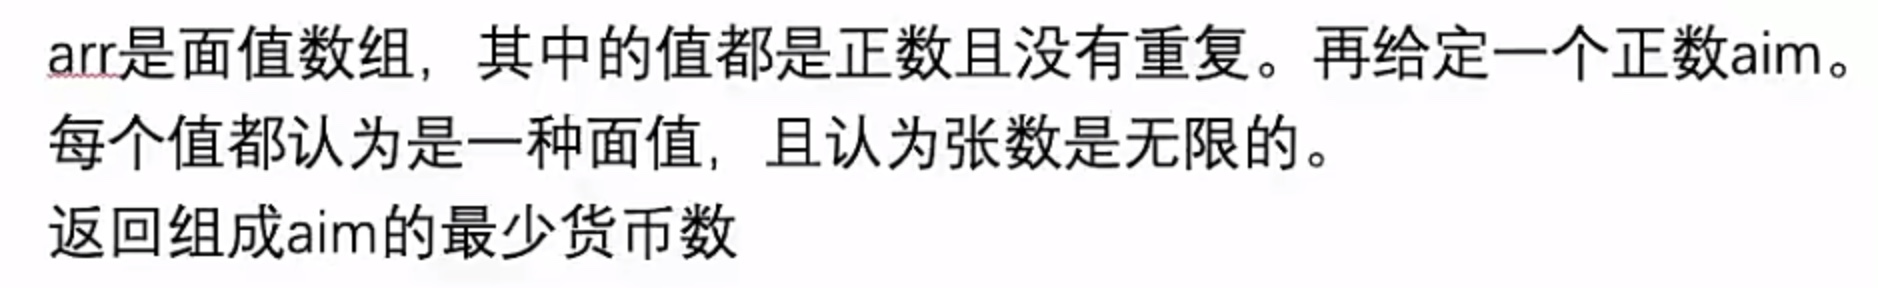 arr是面值数组，其中的值都是正数且没有重复。再给定一个正数aim。
每个值都认为是一种面值，且认为张数是无限的。
返回组成aim的最少货币数